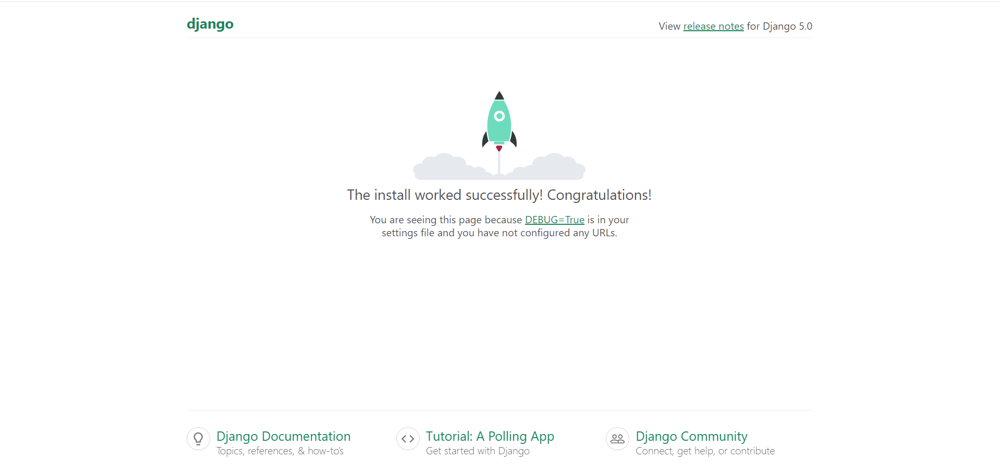 django
View release notes for Django 5.0
The install worked successfully! Congratulations!
You are seeing this page because DEBUG=True is in your
settings file and you have not configured any URLs.
Django Documentation
Topics, references, & how-to’s
Tutorial: A Polling App
Get started with Django
Django Community
Connect, get help, or contribute